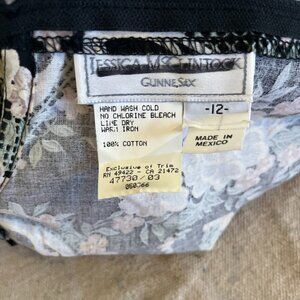 JESSICA McCLINTOCK
GUNNE SAX
HAND WASH COLD
NO CHLORINE BLEACH
LINE DRY
WARM IRON
100% COTTON
-12-
MADE IN
MEXICO
Exclusive of Trim
RN 49422 - CA 21472
47730/03
080366